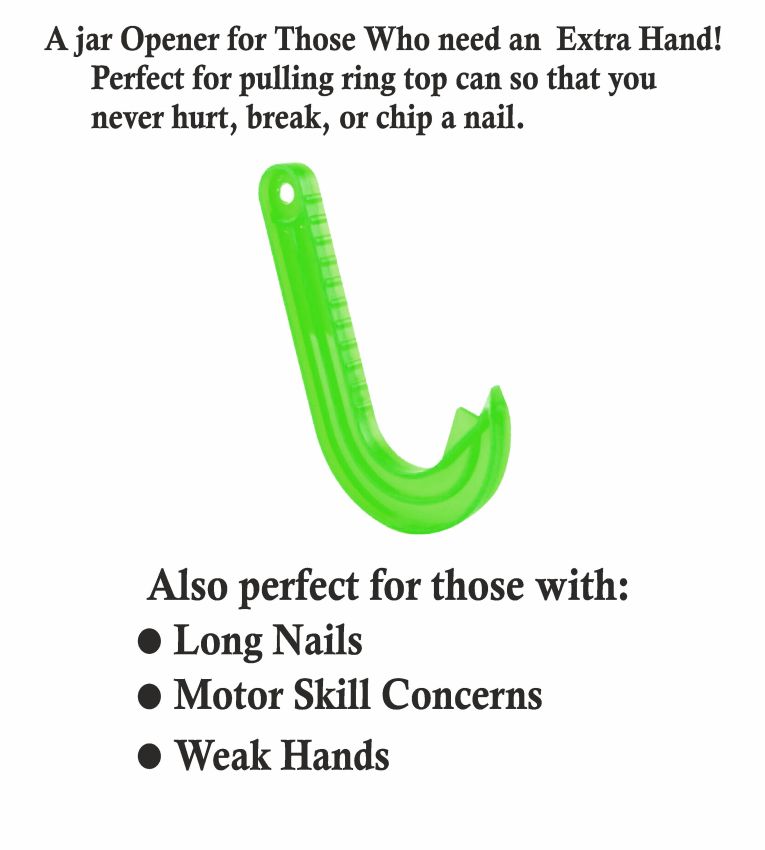 A jar Opener for Those Who need an Extra Hand!
Perfect for pulling ring top can so that you
never hurt, break, or chip a nail.
Also perfect for those with:
● Long Nails
● Motor Skill Concerns
● Weak Hands